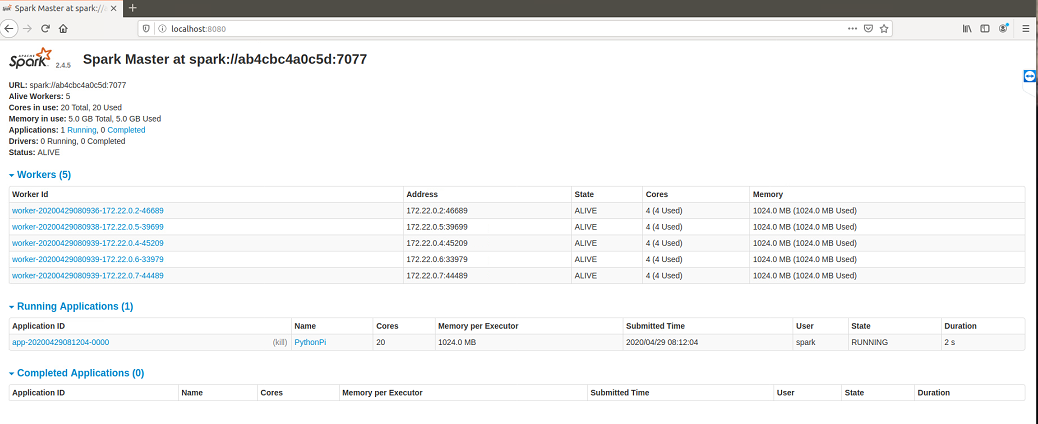 Spark Master at spark://a
localhost:8080
APACHE
Spark 2.4.5 Spark Master at spark://ab4cbc4a0c5d:7077
URL: spark://ab4cbc4a0c5d:7077
Alive Workers: 5
Cores in use: 20 Total, 20 Used
Memory in use: 5.0 GB Total, 5.0 GB Used
Applications: 1 Running, 0 Completed
Drivers: 0 Running, 0 Completed
Status: ALIVE
Workers (5)
Worker Id Address State Cores Memory
worker-20200429080936-172.22.0.2-46689 172.22.0.2:46689 ALIVE 4 (4 Used) 1024.0 MB (1024.0 MB Used)
worker-20200429080938-172.22.0.5-39699 172.22.0.5:39699 ALIVE 4 (4 Used) 1024.0 MB (1024.0 MB Used)
worker-20200429080939-172.22.0.4-45209 172.22.0.4:45209 ALIVE 4 (4 Used) 1024.0 MB (1024.0 MB Used)
worker-20200429080939-172.22.0.6-33979 172.22.0.6:33979 ALIVE 4 (4 Used) 1024.0 MB (1024.0 MB Used)
worker-20200429080939-172.22.0.7-44489 172.22.0.7:44489 ALIVE 4 (4 Used) 1024.0 MB (1024.0 MB Used)
Running Applications (1)
Application ID Name Cores Memory per Executor Submitted Time User State Duration
app-20200429081204-0000 (kill) PythonPi 20 1024.0 MB 2020/04/29 08:12:04 spark RUNNING 2 s
Completed Applications (0)
Application ID Name Cores Memory per Executor Submitted Time User State Duration